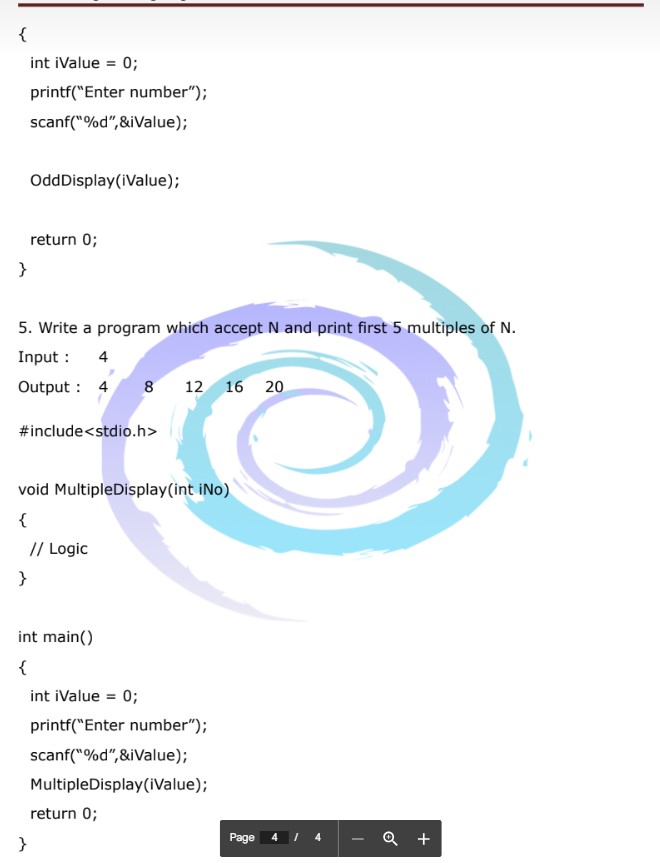 {
int iValue = 0;
printf(“Enter number”);
scanf(“%d”,&iValue);
OddDisplay(iValue);
return 0;
}
5. Write a program which accept N and print first 5 multiples of N.
Input : 4
Output : 4 8 12 16 20
#include<stdio.h>
void MultipleDisplay(int iNo)
{
// Logic
}
int main()
{
int iValue = 0;
printf(“Enter number”);
scanf(“%d”,&iValue);
MultipleDisplay(iValue);
return 0;
}
Page 4 / 4 — +